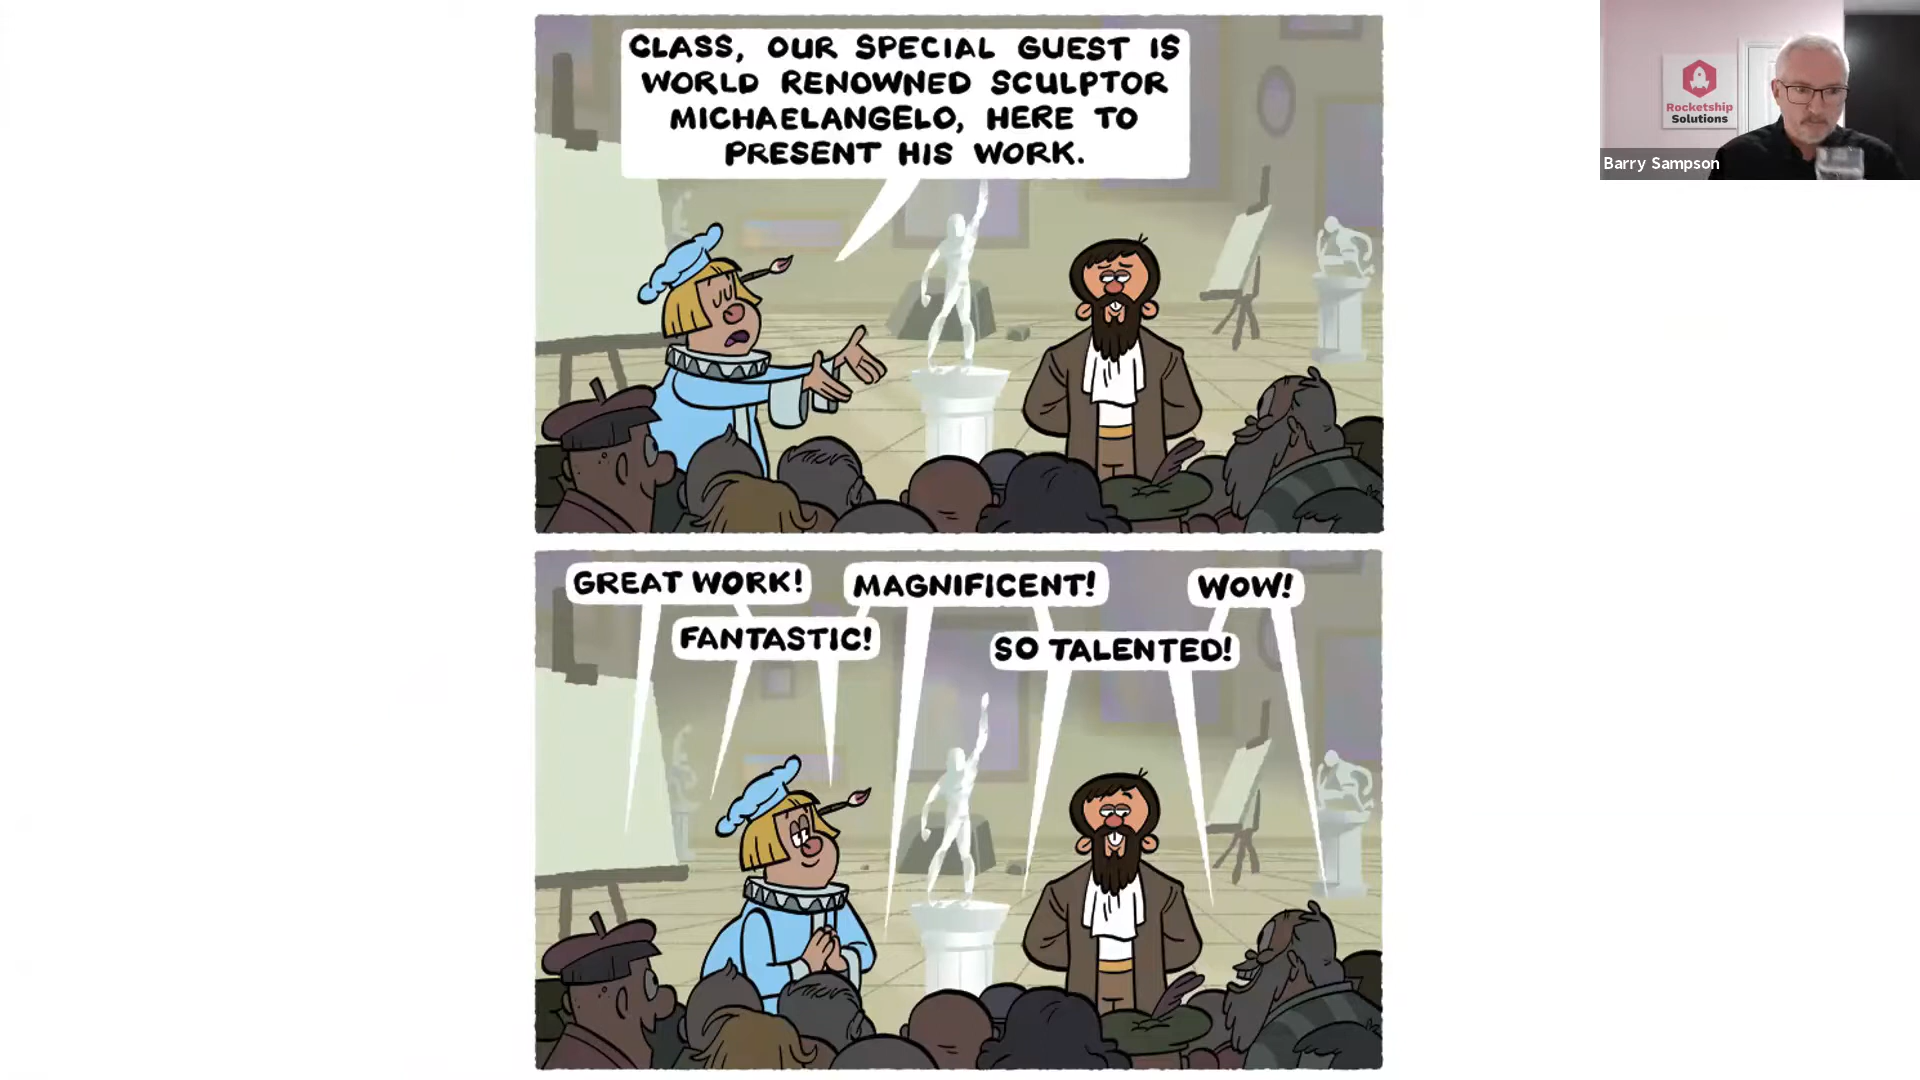 CLASS, OUR SPECIAL GUEST IS
WORLD RENOWNED SCULPTOR
MICHAELANGELO, HERE TO
PRESENT HIS WORK.
GREAT WORK!
MAGNIFICENT!
WOW!
FANTASTIC!
SO TALENTED!
Rocketship
Solutions
Barry Sampson